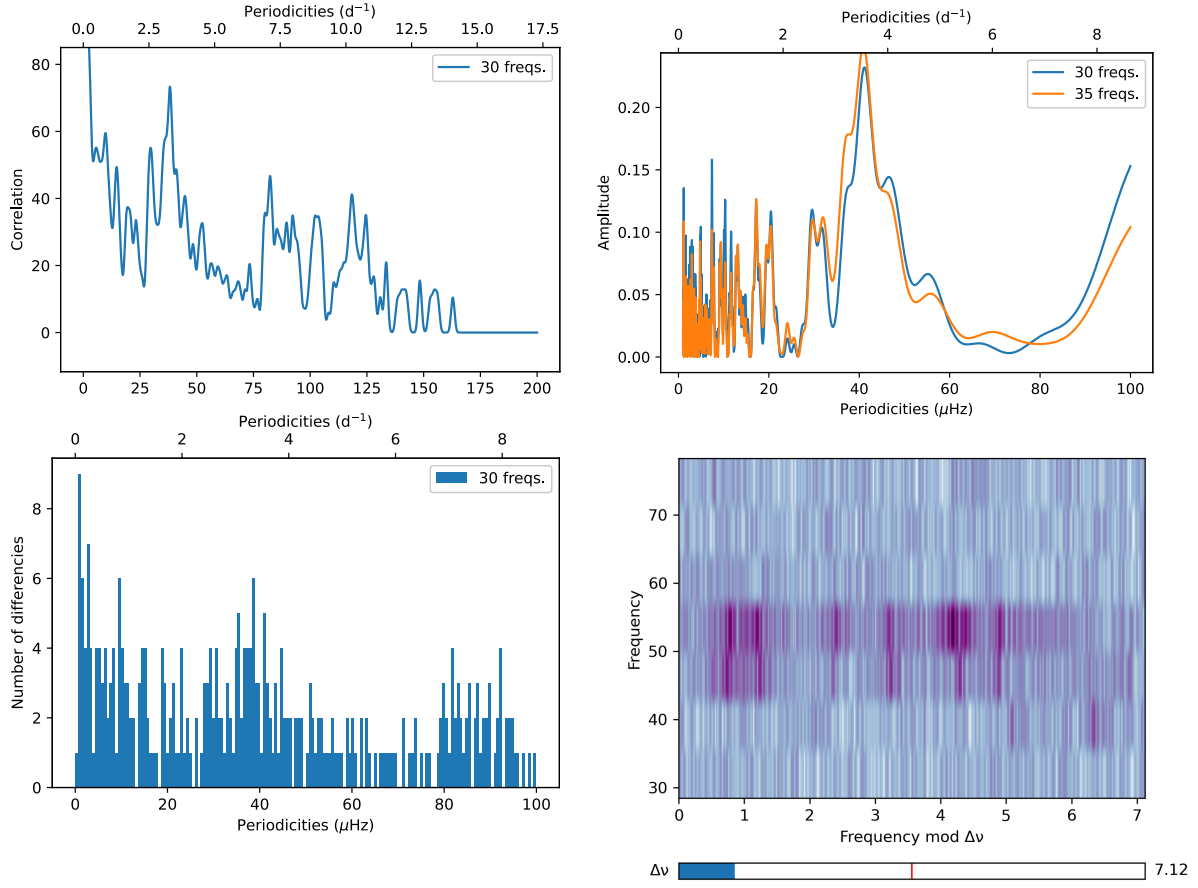 Periodicities (d⁻¹)
0.0 2.5 5.0 7.5 10.0 12.5 15.0 17.5
80
60
40
20
0
Correlation
30 freqs.
0 25 50 75 100 125 150 175 200
Periodicities (d⁻¹)
0 2 4 6 8
0.20
0.15
0.10
0.05
0.00
Amplitude
30 freqs.
35 freqs.
0 20 40 60 80 100
Periodicities (μHz)
Periodicities (d⁻¹)
0 2 4 6 8
8
6
4
2
0
Number of differencies
30 freqs.
0 20 40 60 80 100
Periodicities (μHz)
70
60
50
40
30
Frequency
0 1 2 3 4 5 6 7
Frequency mod Δν
Δν 7.12